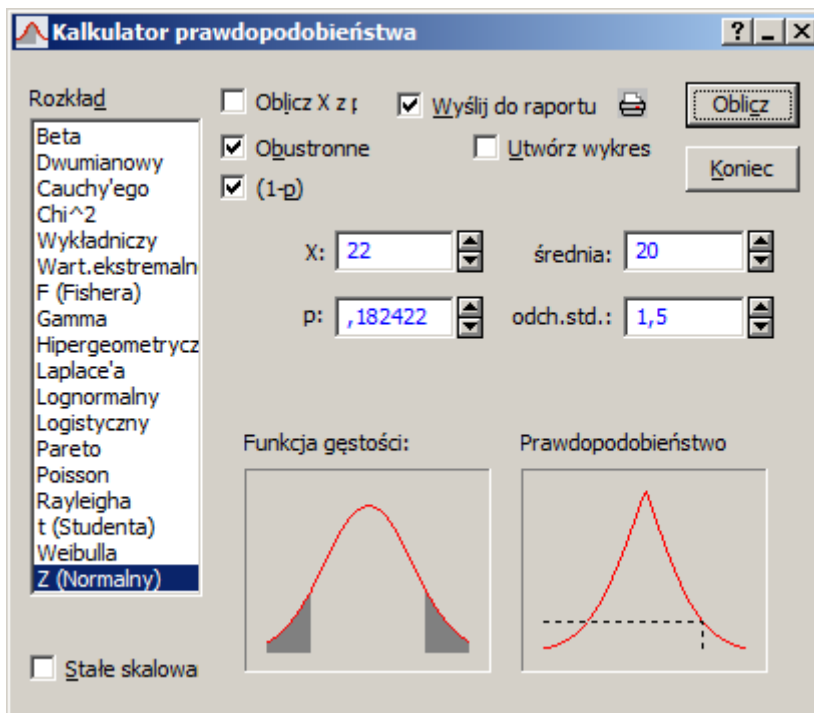 Kalkulator prawdopodobieństwa
Rozkład
Beta
Dwumianowy
Cauchy'ego
Chi^2
Wykładniczy
Wart.ekstremaln
F (Fishera)
Gamma
Hipergeometrycz
Laplace'a
Lognormalny
Logistyczny
Pareto
Poisson
Rayleigha
t (Studenta)
Weibulla
Z (Normalny)
Stałe skalowa
Oblicz X z p
Wyślij do raportu
Oblicz
Obustronne
Utwórz wykres
Koniec
(1-p)
X: 22
średnia: 20
p: ,182422
odch.std.: 1,5
Funkcja gęstości:
Prawdopodobieństwo